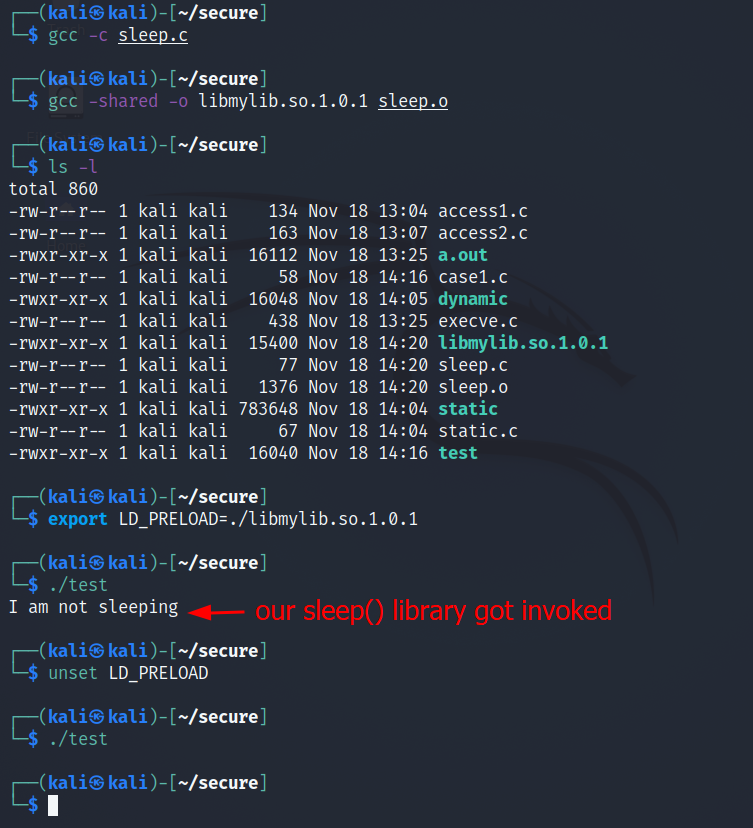 ┌──(kali㉿kali)-[~/secure]
└─$ gcc -c sleep.c
┌──(kali㉿kali)-[~/secure]
└─$ gcc -shared -o libmylib.so.1.0.1 sleep.o
┌──(kali㉿kali)-[~/secure]
└─$ ls -l
total 860
-rw-r--r-- 1 kali kali    134 Nov 18 13:04 access1.c
-rw-r--r-- 1 kali kali    163 Nov 18 13:07 access2.c
-rwxr-xr-x 1 kali kali  16112 Nov 18 13:25 a.out
-rw-r--r-- 1 kali kali     58 Nov 18 14:16 case1.c
-rwxr-xr-x 1 kali kali  16048 Nov 18 14:05 dynamic
-rw-r--r-- 1 kali kali    438 Nov 18 13:25 execve.c
-rwxr-xr-x 1 kali kali  15400 Nov 18 14:20 libmylib.so.1.0.1
-rw-r--r-- 1 kali kali     77 Nov 18 14:20 sleep.c
-rw-r--r-- 1 kali kali   1376 Nov 18 14:20 sleep.o
-rwxr-xr-x 1 kali kali 783648 Nov 18 14:04 static
-rw-r--r-- 1 kali kali     67 Nov 18 14:04 static.c
-rwxr-xr-x 1 kali kali  16040 Nov 18 14:16 test
┌──(kali㉿kali)-[~/secure]
└─$ export LD_PRELOAD=./libmylib.so.1.0.1
┌──(kali㉿kali)-[~/secure]
└─$ ./test
I am not sleeping our sleep() library got invoked
┌──(kali㉿kali)-[~/secure]
└─$ unset LD_PRELOAD
┌──(kali㉿kali)-[~/secure]
└─$ ./test
┌──(kali㉿kali)-[~/secure]
└─$